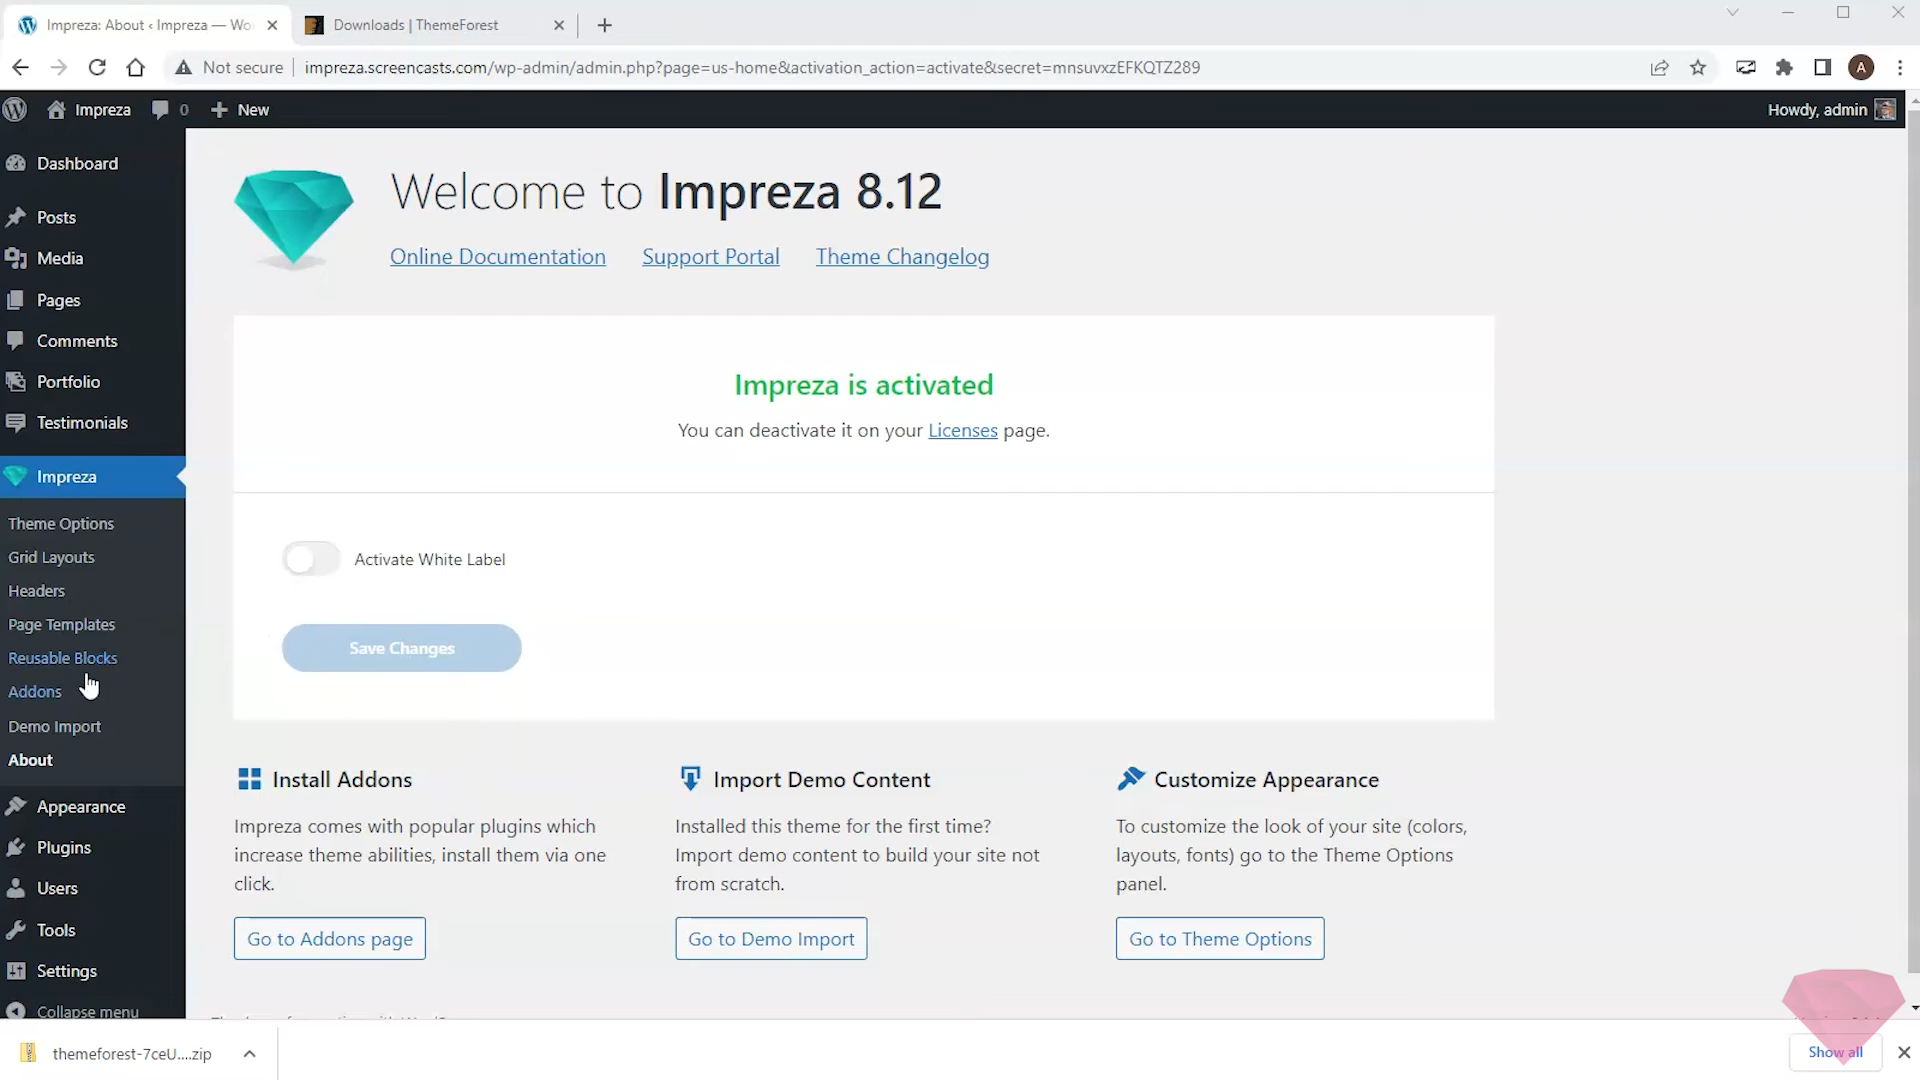 Impreza: About ‹ Impreza — Wo
Downloads | ThemeForest
Not secure
impreza.screencasts.com/wp-admin/admin.php?page=us-home&activation_action=activate&secret=mnsuvxzEFKQTZ289
A
Impreza
0
New
Howdy, admin
Dashboard
Posts
Media
Pages
Comments
Portfolio
Testimonials
Impreza
Theme Options
Grid Layouts
Headers
Page Templates
Reusable Blocks
Addons
Demo Import
About
Appearance
Plugins
Users
Tools
Settings
Collapse menu
Welcome to Impreza 8.12
Online Documentation Support Portal Theme Changelog
Impreza is activated
You can deactivate it on your Licenses page.
Activate White Label
Save Changes
Install Addons
Impreza comes with popular plugins which
increase theme abilities, install them via one
click.
Go to Addons page
Import Demo Content
Installed this theme for the first time?
Import demo content to build your site not
from scratch.
Go to Demo Import
Customize Appearance
To customize the look of your site (colors,
layouts, fonts) go to the Theme Options
panel.
Go to Theme Options
themeforest-7ceU....zip
Show all